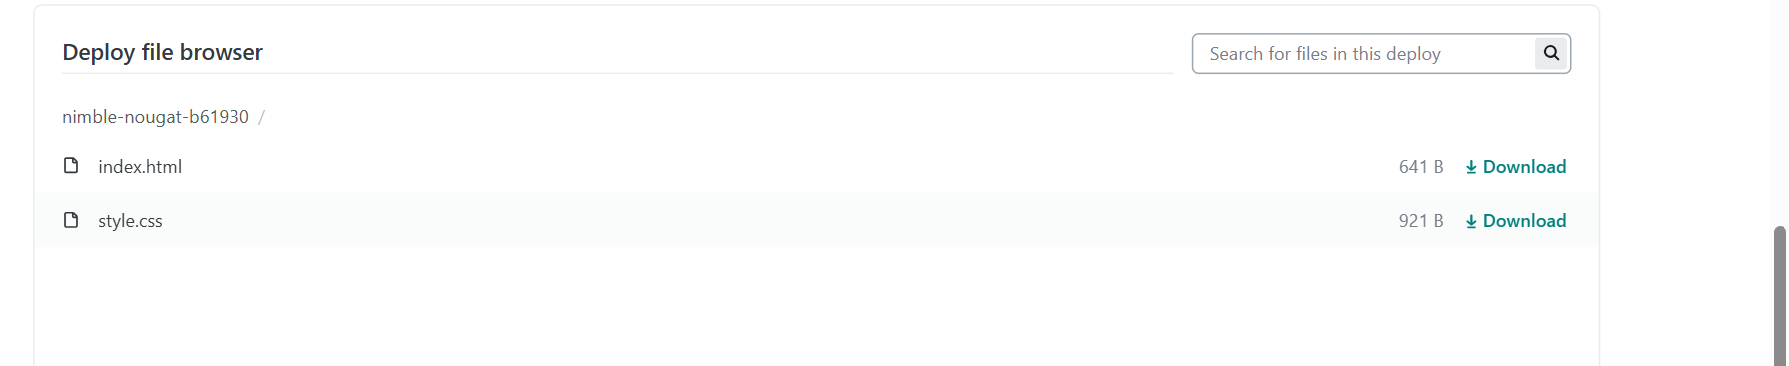 Deploy file browser
Search for files in this deploy
nimble-nougat-b61930 /
index.html 641 B Download
style.css 921 B Download